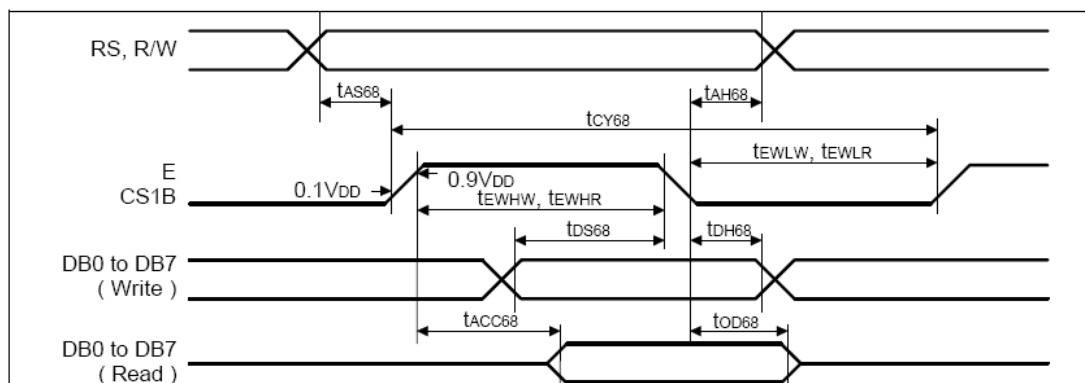 RS, R/W
tAS68
tAH68
tCY68
tEWLW, tEWLR
E
CS1B
0.1VDD
0.9VDD
tEWHW, tEWHR
tDS68
tDH68
DB0 to DB7
( Write )
tACC68
tOD68
DB0 to DB7
( Read )